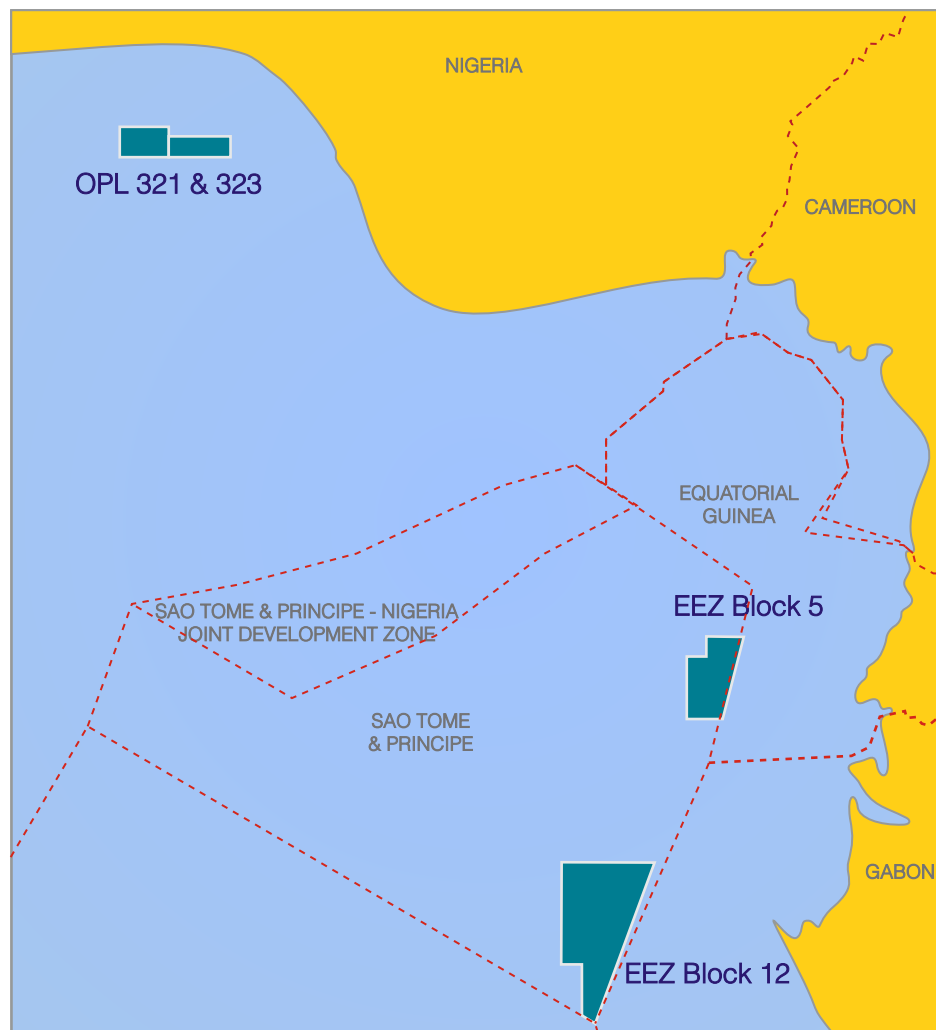 NIGERIA
OPL 321 & 323
CAMEROON
EQUATORIAL
GUINEA
EEZ Block 5
SAO TOME & PRINCIPE - NIGERIA
JOINT DEVELOPMENT ZONE
SAO TOME
& PRINCIPE
GABON
EEZ Block 12